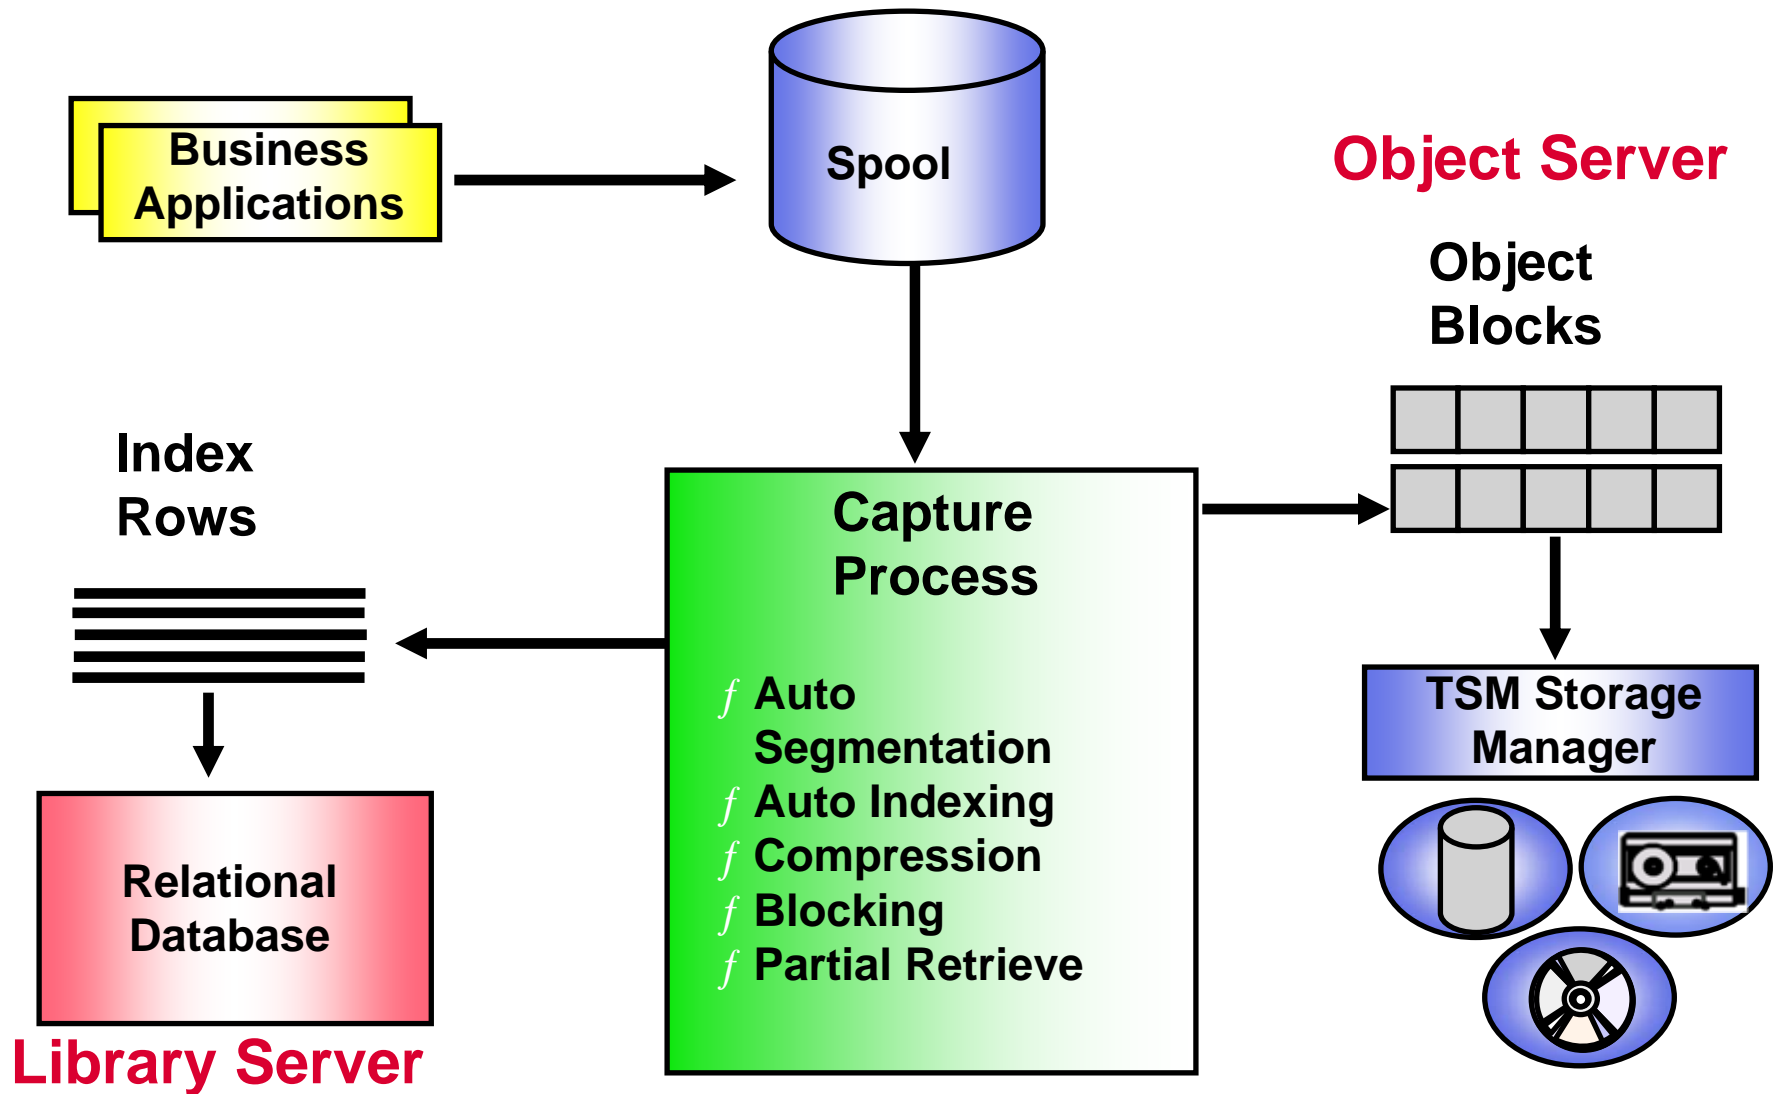 Business
Applications
Spool
Object Server
Object
Blocks
Index
Rows
Capture
Process
ƒ Auto
Segmentation
ƒ Auto Indexing
ƒ Compression
ƒ Blocking
ƒ Partial Retrieve
TSM Storage
Manager
Relational
Database
Library Server